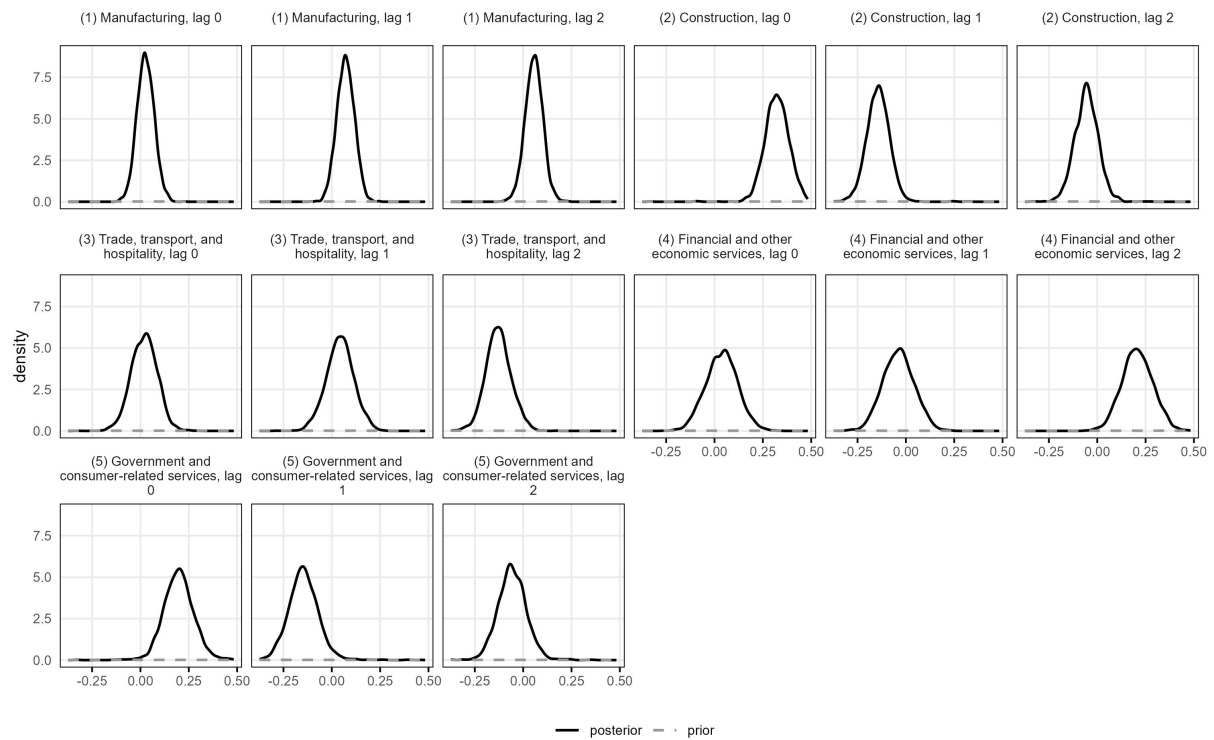 (1) Manufacturing, lag 0
(1) Manufacturing, lag 1
(1) Manufacturing, lag 2
(2) Construction, lag 0
(2) Construction, lag 1
(2) Construction, lag 2
7.5
5.0
2.5
0.0
(3) Trade, transport, and
hospitality, lag 0
(3) Trade, transport, and
hospitality, lag 1
(3) Trade, transport, and
hospitality, lag 2
(4) Financial and other
economic services, lag 0
(4) Financial and other
economic services, lag 1
(4) Financial and other
economic services, lag 2
density
7.5
5.0
2.5
0.0
-0.25 0.00 0.25 0.50
-0.25 0.00 0.25 0.50
-0.25 0.00 0.25 0.50
(5) Government and
consumer-related services, lag
0
(5) Government and
consumer-related services, lag
1
(5) Government and
consumer-related services, lag
2
7.5
5.0
2.5
0.0
-0.25 0.00 0.25 0.50
-0.25 0.00 0.25 0.50
-0.25 0.00 0.25 0.50
posterior prior